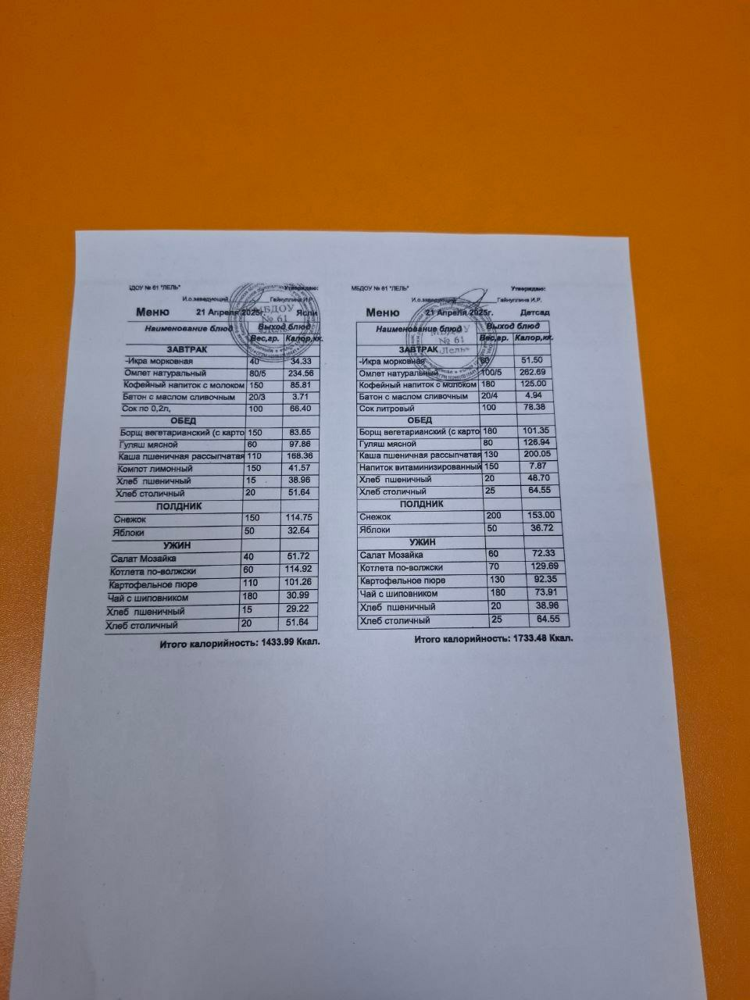 ДОУ № 61 "ЛЕЛЬ" Утверждаю:
И.о.заведующий Гайнуллина И.Р.
Меню 21 Апреля 2025г. Ясли
Наименование блюд Выход блюд
Вес,гр. Калор,кк.
ЗАВТРАК
-Икра морковная 40 34.33
Омлет натуральный 80/5 234.56
Кофейный напиток с молоком 150 85.81
Батон с маслом сливочным 20/3 3.71
Сок по 0,2л, 100 66.40
ОБЕД
Борщ вегетарианский (с карто 150 83.65
Гуляш мясной 60 97.86
Каша пшеничная рассыпчатая 110 168.36
Компот лимонный 150 41.57
Хлеб пшеничный 15 38.96
Хлеб столичный 20 51.64
ПОЛДНИК
Снежок 150 114.75
Яблоки 50 32.64
УЖИН
Салат Мозайка 40 51.72
Котлета по-волжски 60 114.92
Картофельное пюре 110 101.26
Чай с шиповником 180 30.99
Хлеб пшеничный 15 29.22
Хлеб столичный 20 51.64
Итого калорийность: 1433.99 Ккал.
МБДОУ
№ 61
МБДОУ № 61 "ЛЕЛЬ" Утверждаю:
И.о.заведующий Гайнуллина И.Р.
Меню 21 Апреля 2025г. Детсад
Наименование блюд Выход блюд
Вес,гр. Калор,кк.
ЗАВТРАК
-Икра морковная 60 51.50
Омлет натуральный 100/5 262.69
Кофейный напиток с молоком 180 125.00
Батон с маслом сливочным 20/4 4.94
Сок литровый 100 78.38
ОБЕД
Борщ вегетарианский (с карто 180 101.35
Гуляш мясной 80 126.94
Каша пшеничная рассыпчатая 130 200.05
Напиток витаминизированный 150 7.87
Хлеб пшеничный 20 48.70
Хлеб столичный 25 64.55
ПОЛДНИК
Снежок 200 153.00
Яблоки 50 36.72
УЖИН
Салат Мозайка 60 72.33
Котлета по-волжски 70 129.69
Картофельное пюре 130 92.35
Чай с шиповником 180 73.91
Хлеб пшеничный 20 38.96
Хлеб столичный 25 64.55
Итого калорийность: 1733.48 Ккал.
№ 61
«Лель»